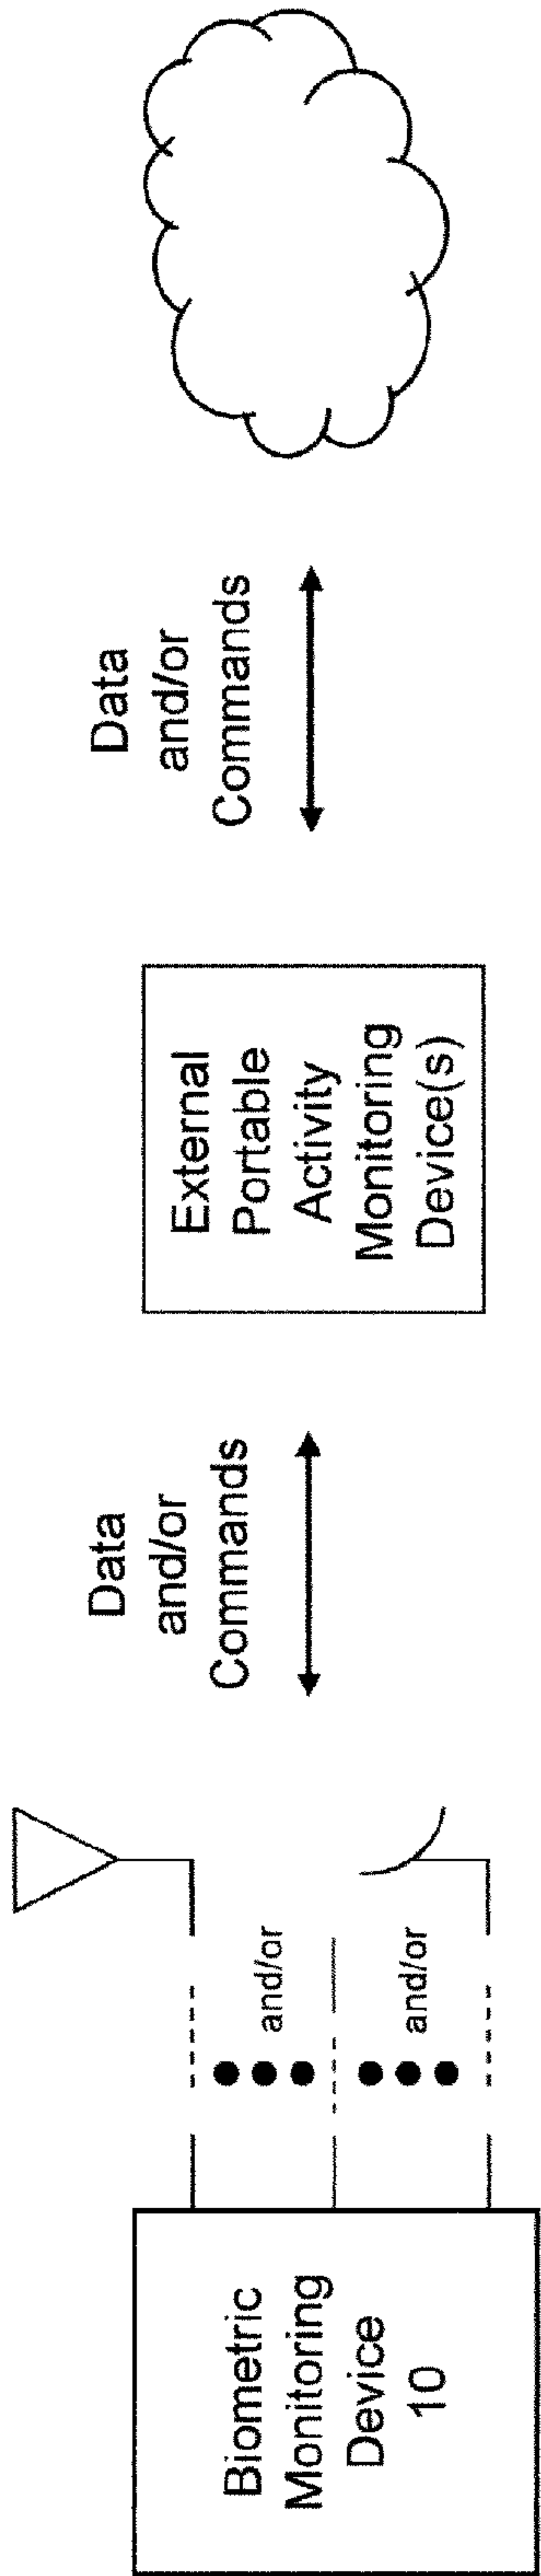 Biometric
Monitoring
Device
10
and/or
and/or
Data
and/or
Commands
External
Portable
Activity
Monitoring
Device(s)
Data
and/or
Commands